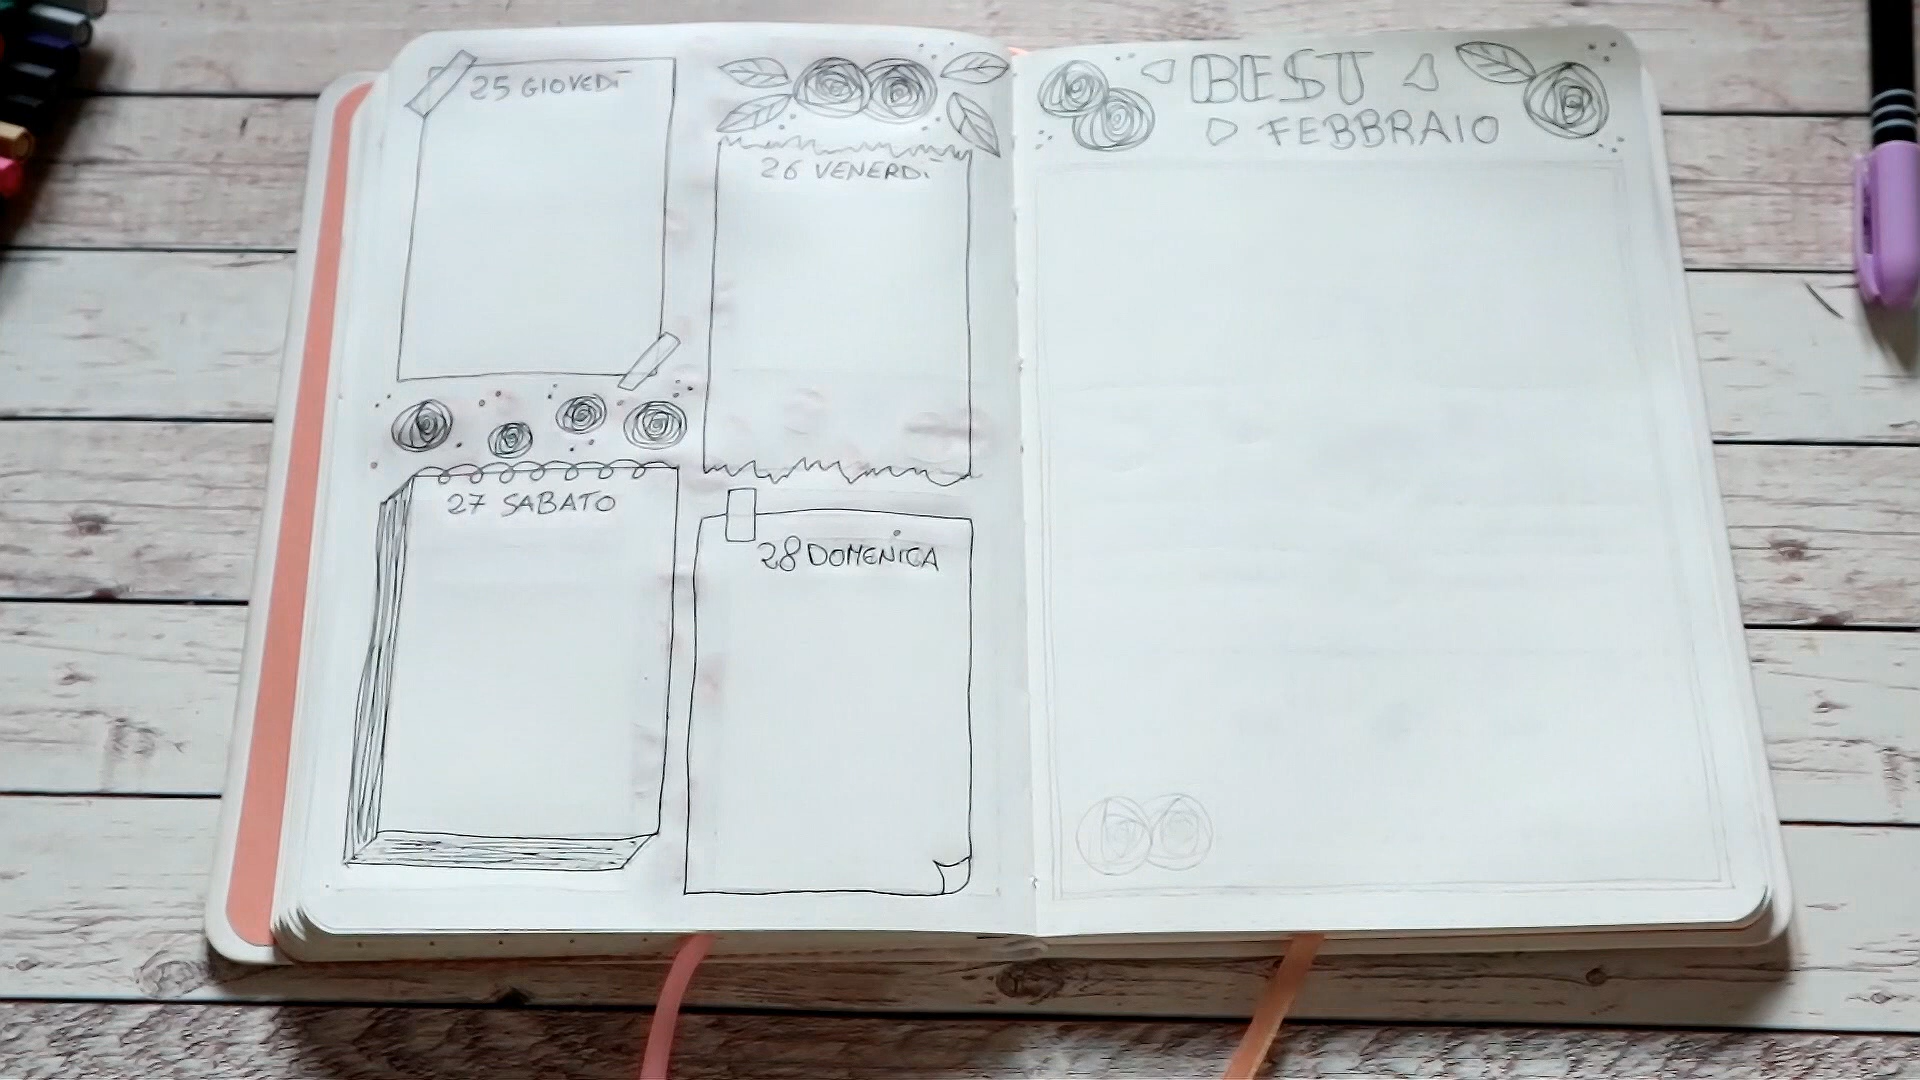 25 GIOVEDÌ
26 VENERDÌ
27 SABATO
28 DOMENICA
BEST
FEBBRAIO